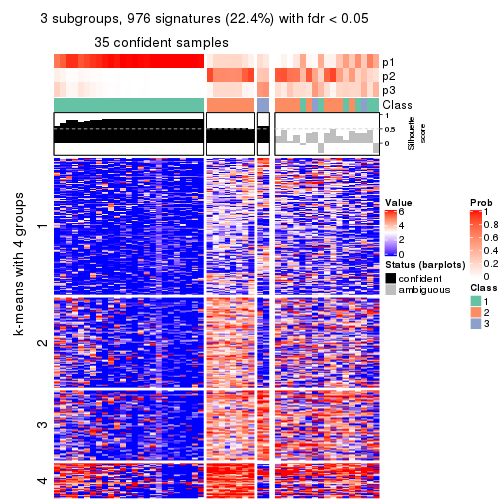 3 subgroups, 976 signatures (22.4%) with fdr < 0.05
35 confident samples
p1
p2
p3
Class
1
0.5
0
Silhouette
score
k-means with 4 groups
1
2
3
4
Value
6
4
2
0
Status (barplots)
confident
ambiguous
Prob
1
0.8
0.6
0.4
0.2
0
Class
1
2
3